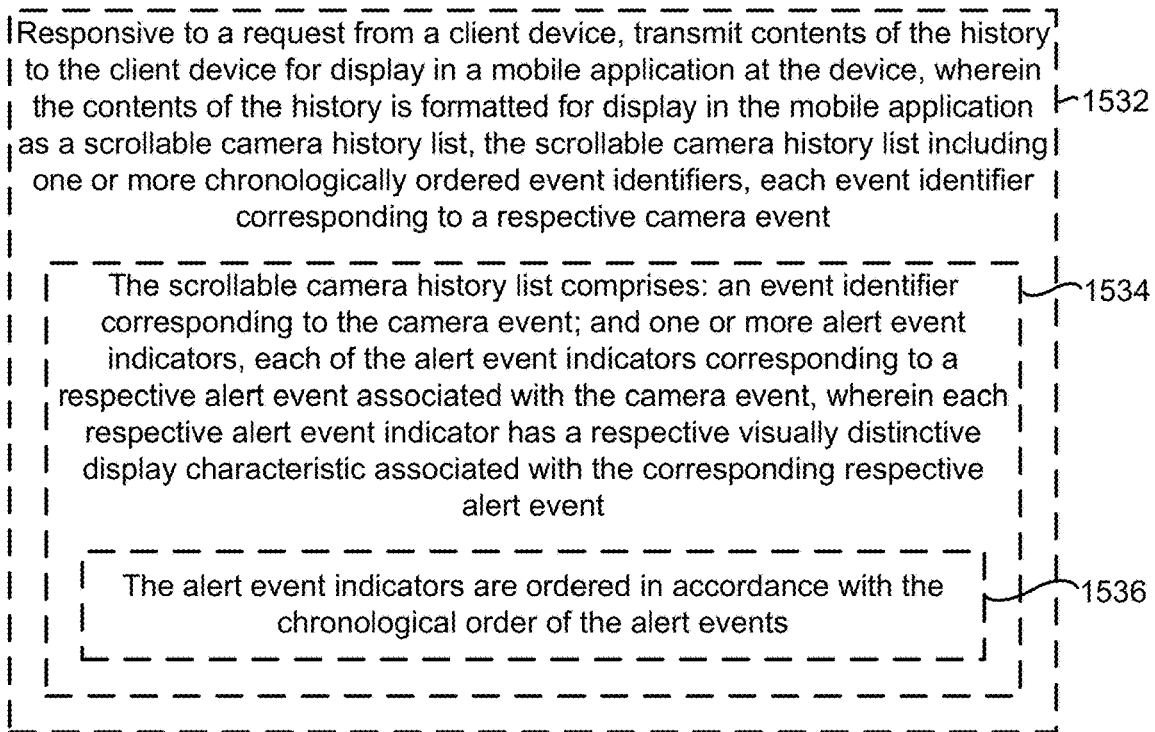 Responsive to a request from a client device, transmit contents of the history
to the client device for display in a mobile application at the device, wherein
the contents of the history is formatted for display in the mobile application
1532
as a scrollable camera history list, the scrollable camera history list including
one or more chronologically ordered event identifiers, each event identifier
corresponding to a respective camera event
The scrollable camera history list comprises: an event identifier
1534
corresponding to the camera event; and one or more alert event
indicators, each of the alert event indicators corresponding to a
respective alert event associated with the camera event, wherein each
respective alert event indicator has a respective visually distinctive
display characteristic associated with the corresponding respective
alert event
The alert event indicators are ordered in accordance with the
1536
chronological order of the alert events